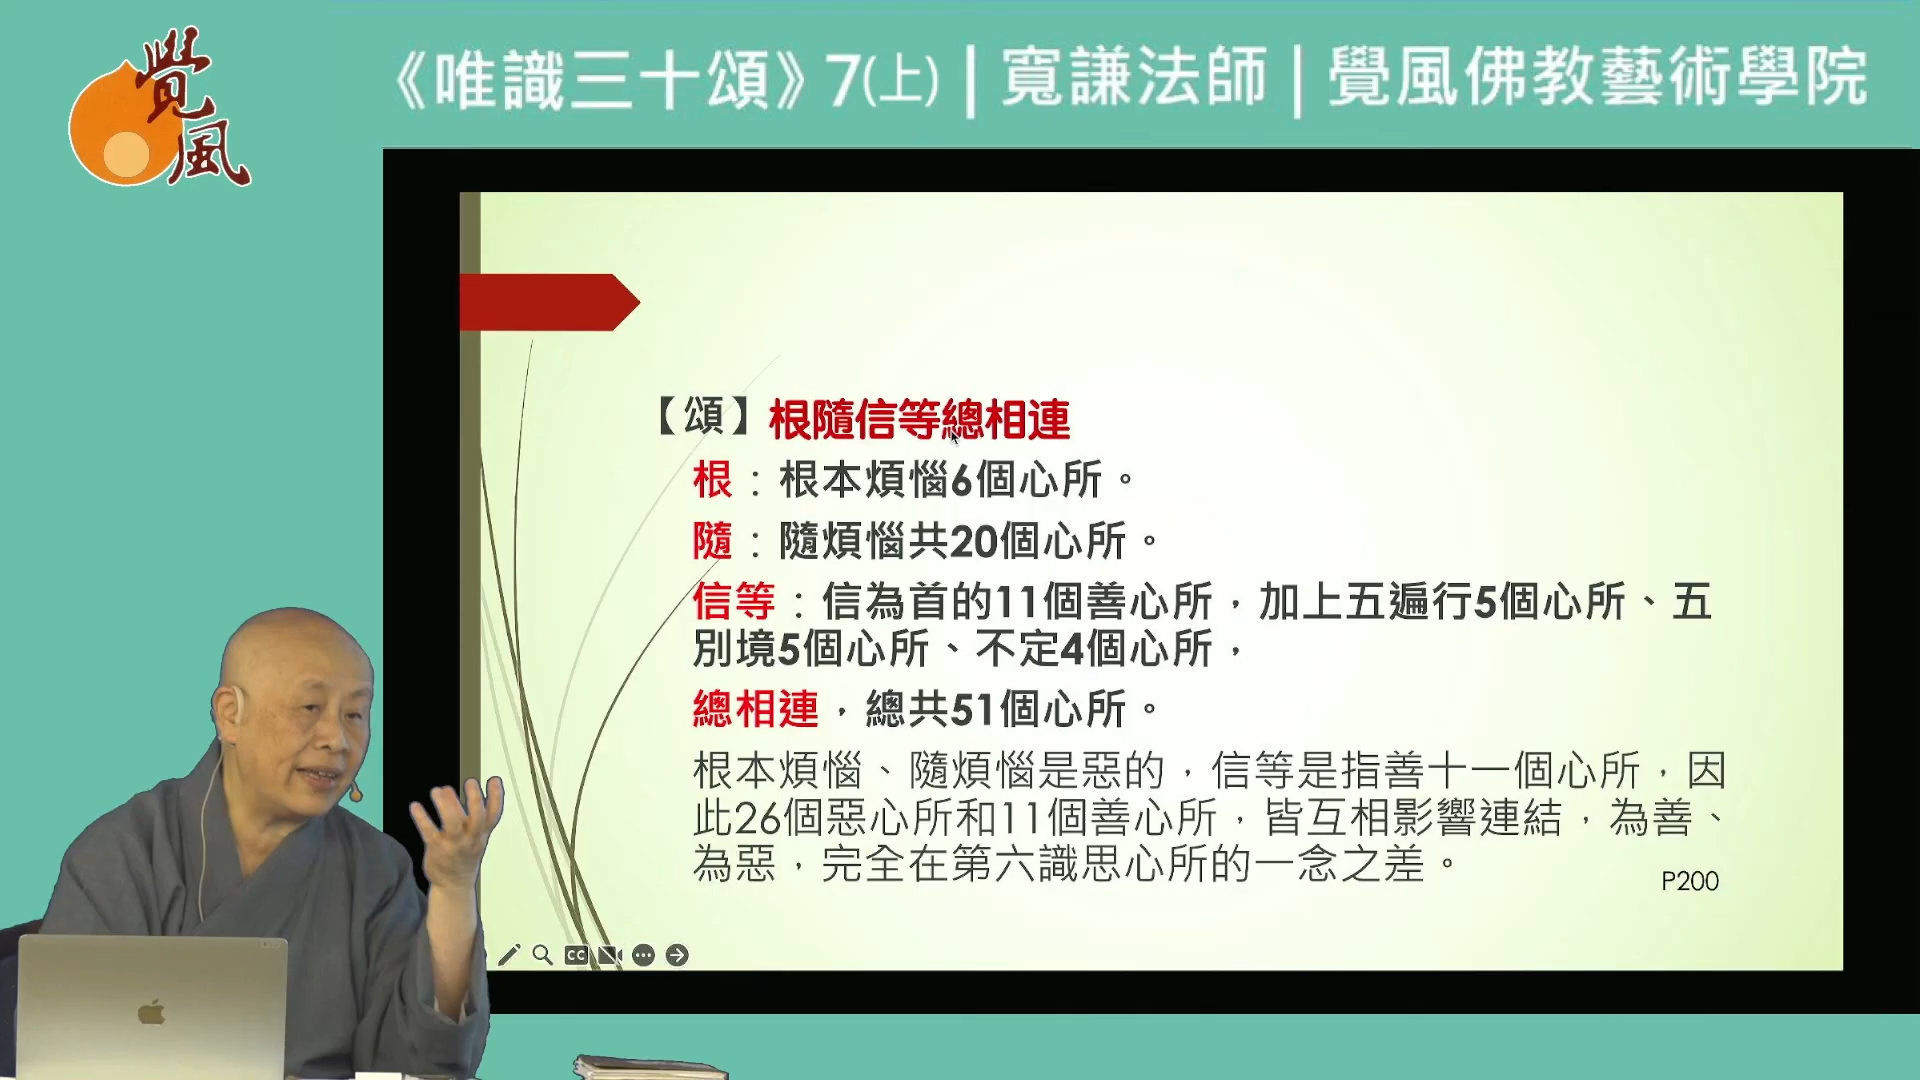 覺風
《唯識三十頌》7(上)｜寬謙法師｜覺風佛教藝術學院
【頌】根隨信等總相連
根：根本煩惱6個心所。
隨：隨煩惱共20個心所。
信等：信為首的11個善心所，加上五遍行5個心所、五
別境5個心所、不定4個心所，
總相連，總共51個心所。
根本煩惱、隨煩惱是惡的，信等是指善十一個心所，因
此26個惡心所和11個善心所，皆互相影響連結，為善、
為惡，完全在第六識思心所的一念之差。
P200
CC